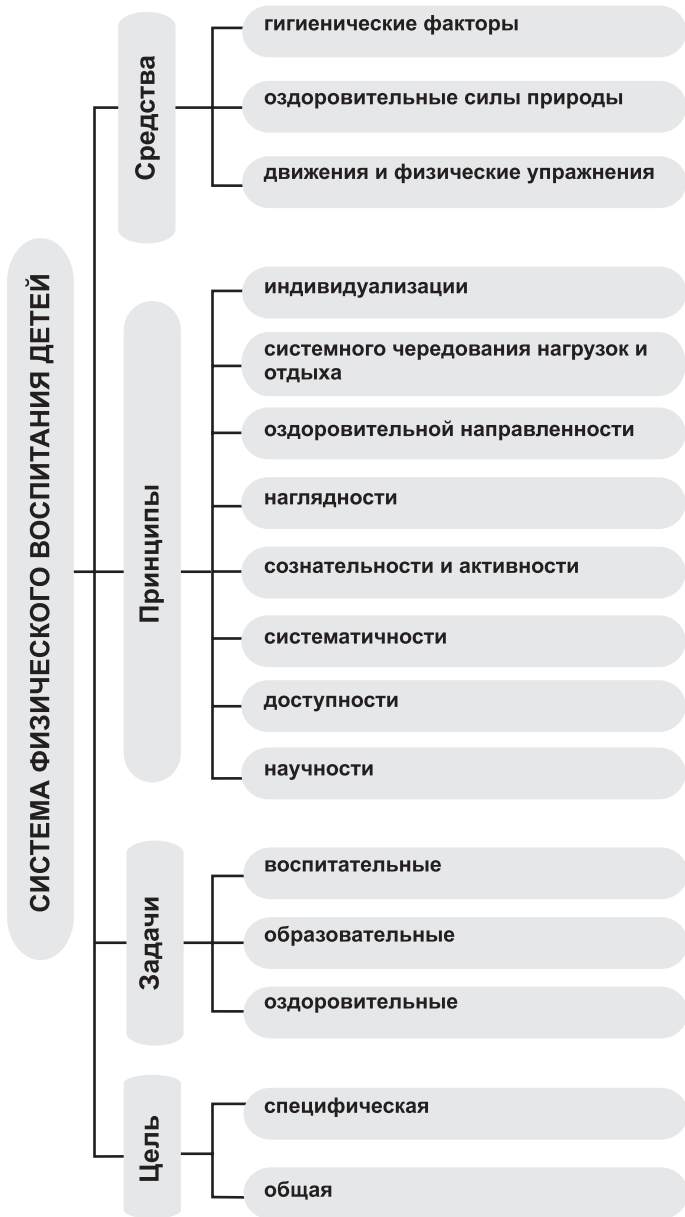 СИСТЕМА ФИЗИЧЕСКОГО ВОСПИТАНИЯ ДЕТЕЙ
Средства
гигиенические факторы
оздоровительные силы природы
движения и физические упражнения
Принципы
индивидуализации
системного чередования нагрузок и
отдыха
оздоровительной направленности
наглядности
сознательности и активности
систематичности
доступности
научности
Задачи
воспитательные
образовательные
оздоровительные
Цель
специфическая
общая